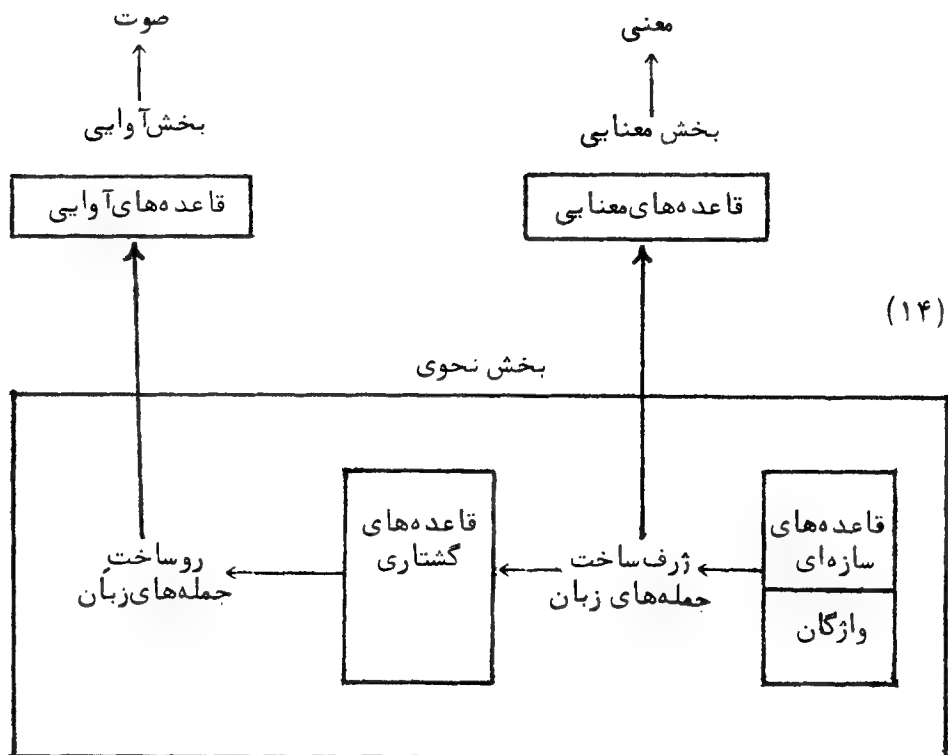 معنی
صوت
بخش معنایی
بخش آوایی
قاعده‌های معنایی
قاعده‌های آوایی
(۱۴)
بخش نحوی
قاعده‌های
سازه‌ای
واژگان
ژرف‌ساخت
جمله‌های زبان
قاعده‌های
گشتاری
روساخت
جمله‌های زبان